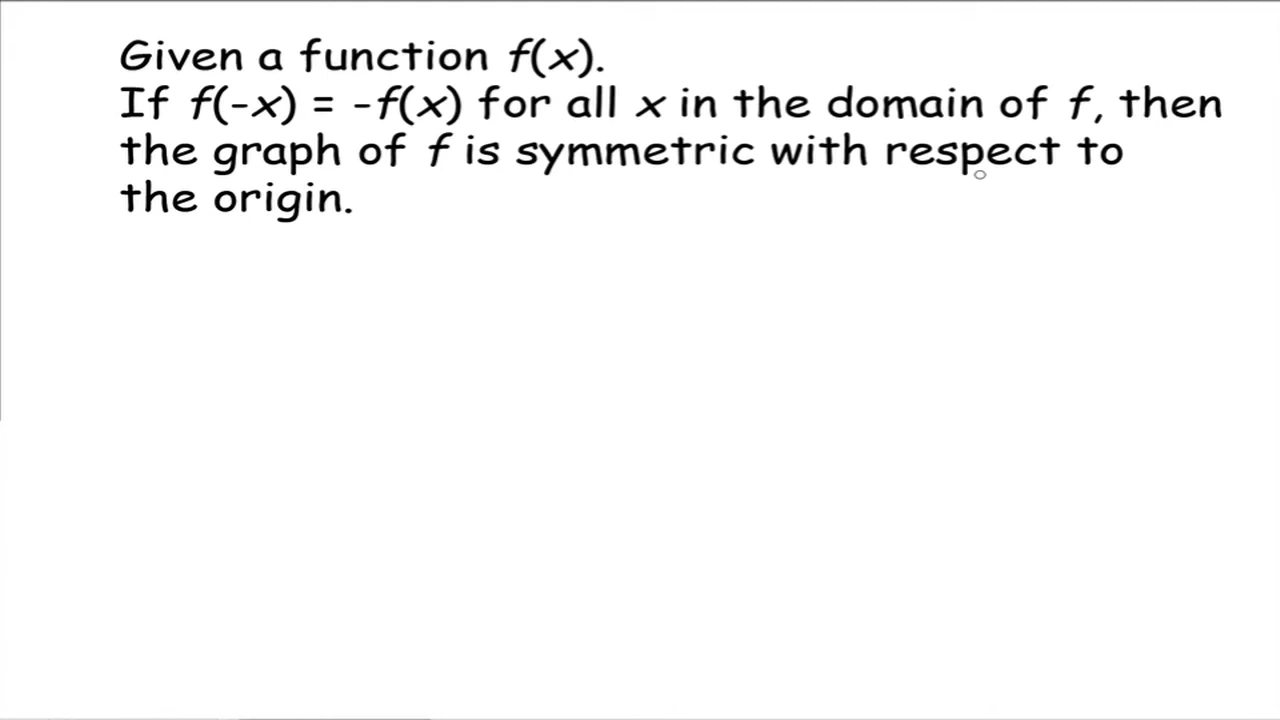 Given a function f(x).
If f(-x) = -f(x) for all x in the domain of f, then
the graph of f is symmetric with respect to
the origin.